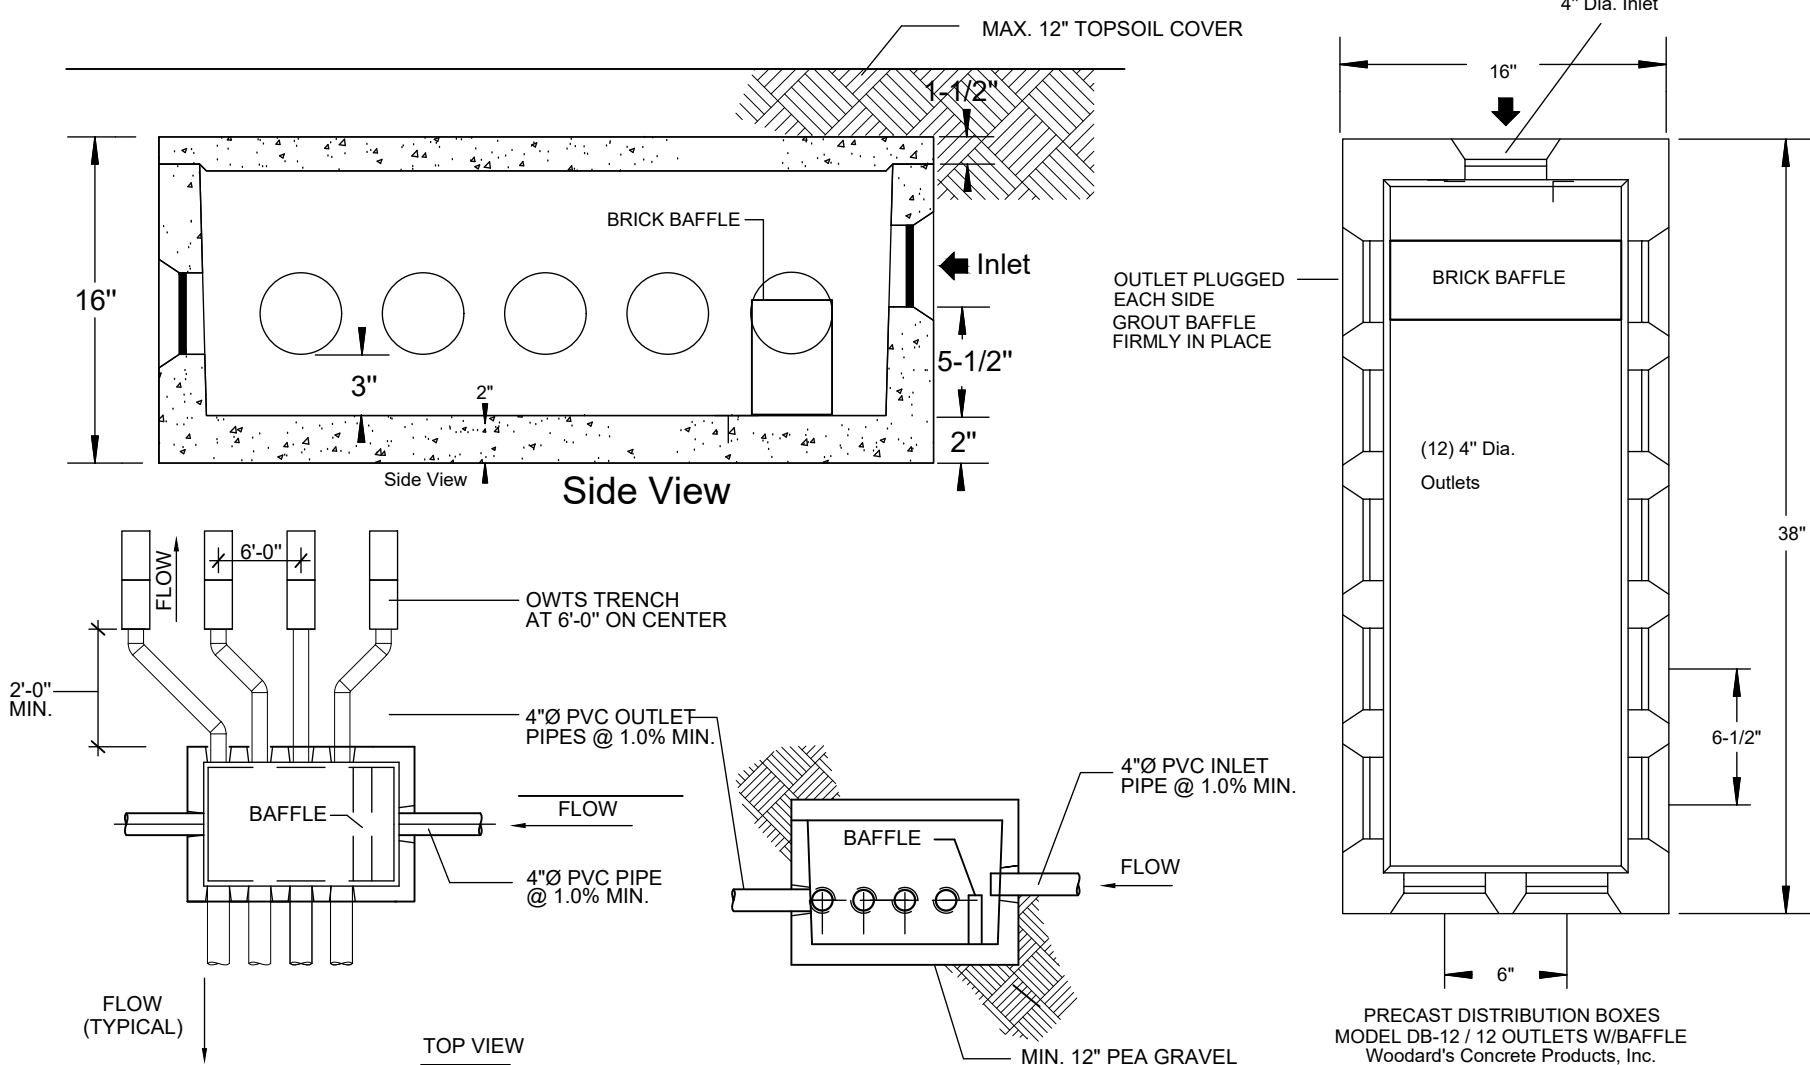 4" Dia. Inlet
MAX. 12" TOPSOIL COVER
16"
1-1/2"
BRICK BAFFLE
Inlet
16"
OUTLET PLUGGED
EACH SIDE
GROUT BAFFLE
FIRMLY IN PLACE
BRICK BAFFLE
5-1/2"
3"
2"
2"
Side View
Side View
(12) 4" Dia.
Outlets
38"
FLOW
6'-0"
OWTS TRENCH
AT 6'-0" ON CENTER
2'-0"
MIN.
4"Ø PVC OUTLET
PIPES @ 1.0% MIN.
6-1/2"
4"Ø PVC INLET
PIPE @ 1.0% MIN.
BAFFLE
FLOW
BAFFLE
FLOW
4"Ø PVC PIPE
@ 1.0% MIN.
6"
FLOW
(TYPICAL)
TOP VIEW
MIN. 12" PEA GRAVEL
PRECAST DISTRIBUTION BOXES
MODEL DB-12 / 12 OUTLETS W/BAFFLE
Woodard's Concrete Products, Inc.